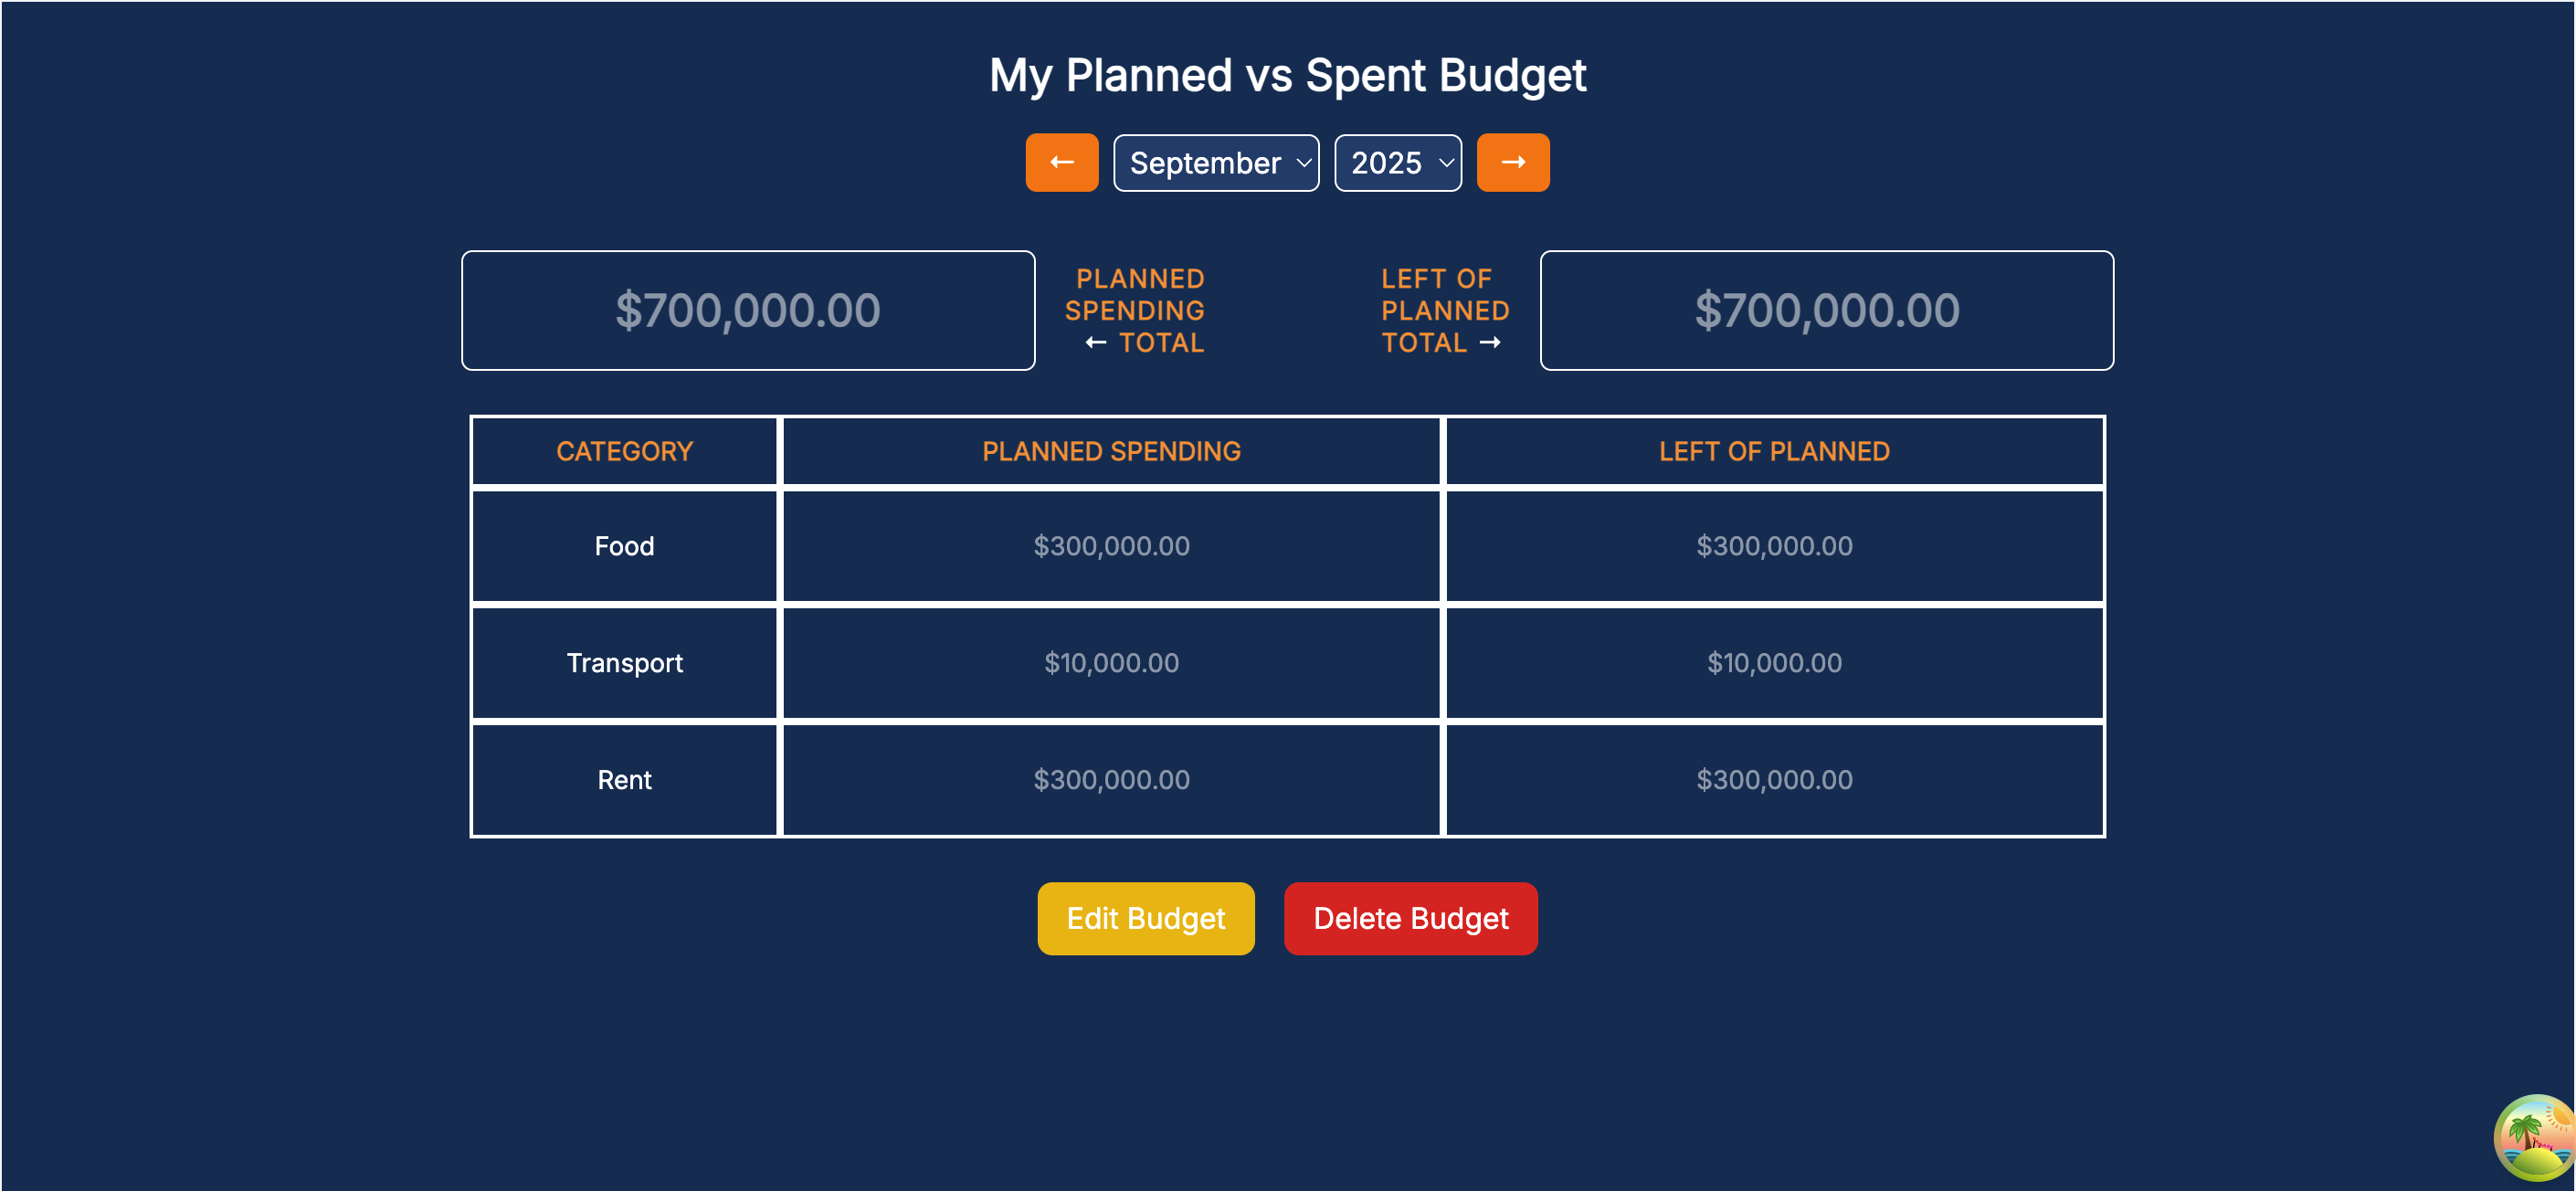 My Planned vs Spent Budget
← September 2025 →
$700,000.00
PLANNED
SPENDING
← TOTAL
LEFT OF
PLANNED
TOTAL →
$700,000.00
CATEGORY PLANNED SPENDING LEFT OF PLANNED
Food $300,000.00 $300,000.00
Transport $10,000.00 $10,000.00
Rent $300,000.00 $300,000.00
Edit Budget Delete Budget